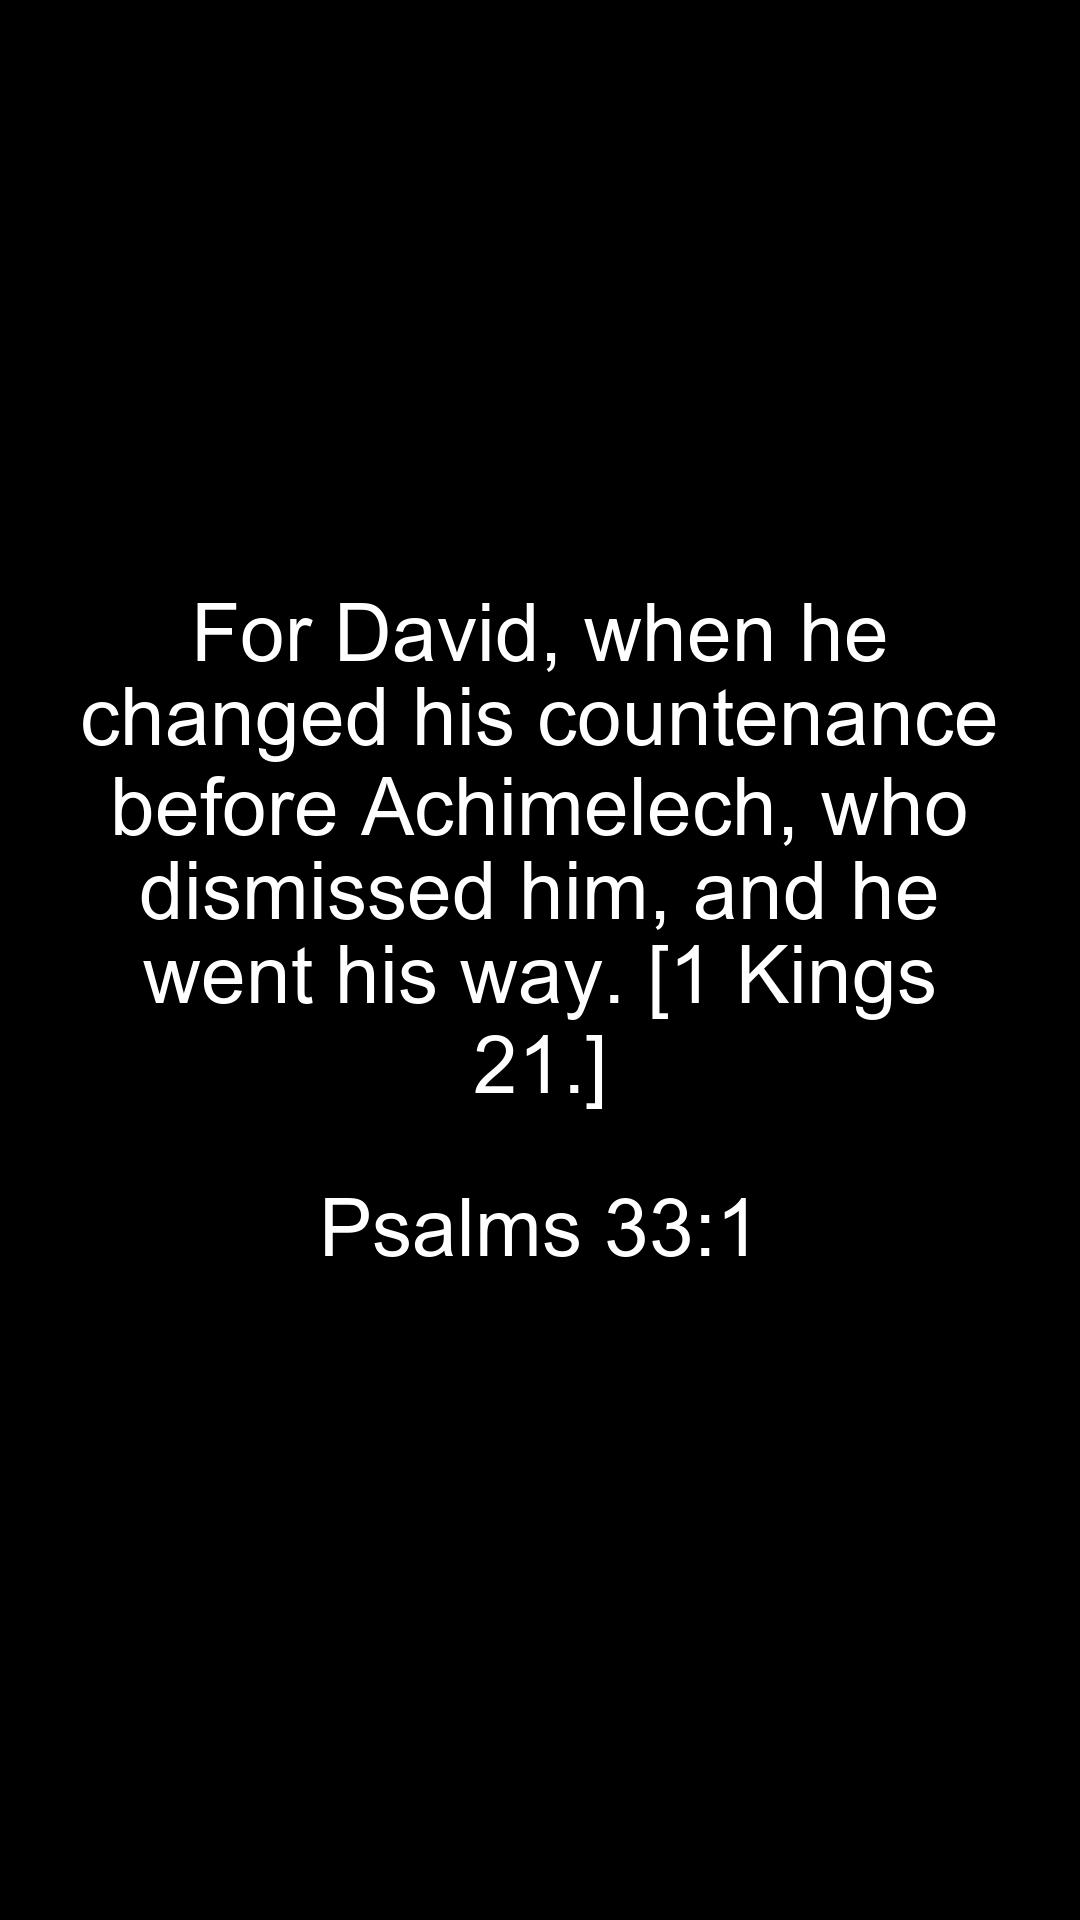 For David, when he
changed his countenance
before Achimelech, who
dismissed him, and he
went his way. [1 Kings
21.]
Psalms 33:1